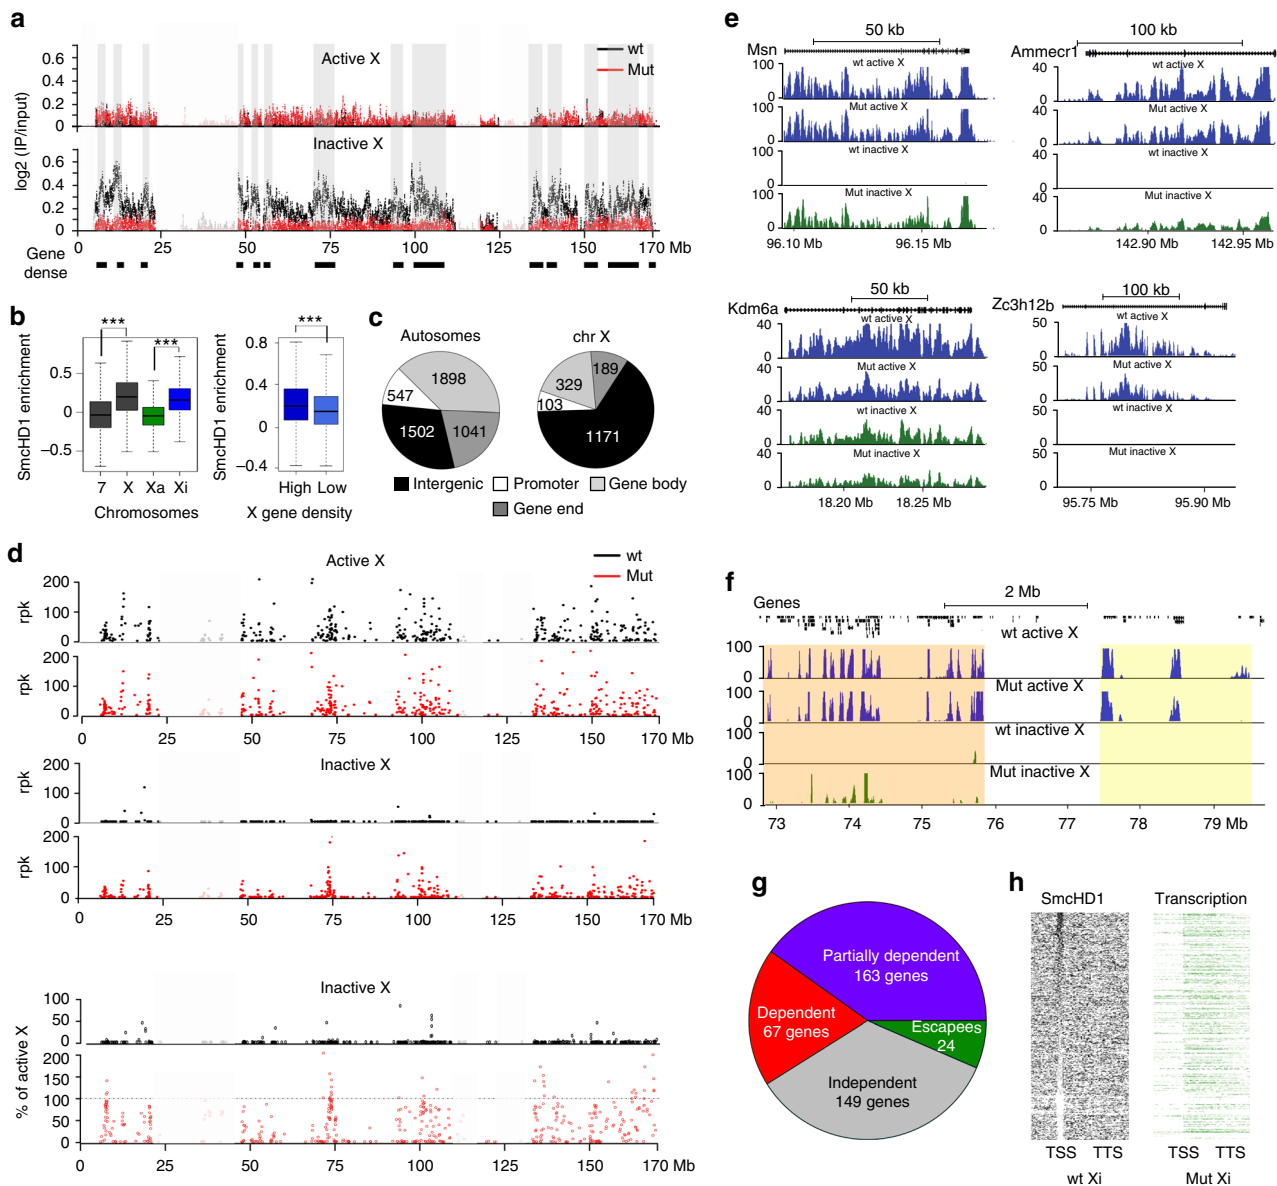 a
0.6
0.4
0.2
0
0.6
0.4
0.2
0
log2 (IP/input)
Active X
wt
Mut
Inactive X
0 25 50 75 100 125 150 170 Mb
Gene
dense
b
SmcHD1 enrichment
0.5
0
−0.5
***
***
7 X Xa Xi
Chromosomes
SmcHD1 enrichment
0.8
0.4
0
−0.4
***
High Low
X gene density
c
Autosomes
1898
547
1502
1041
chr X
189
329
103
1171
Intergenic Promoter Gene body
Gene end
d
Active X
wt
Mut
rpk
200
100
0
rpk
200
100
0
0 25 50 75 100 125 150 170 Mb
Inactive X
rpk
200
100
0
rpk
200
100
0
0 25 50 75 100 125 150 170 Mb
Inactive X
% of active X
100
50
0
200
150
100
50
0
0 25 50 75 100 125 150 170 Mb
e
50 kb
Msn
wt active X
100
0
Mut active X
100
0
wt inactive X
100
0
Mut inactive X
100
0
96.10 Mb 96.15 Mb
100 kb
Ammecr1
wt active X
40
0
Mut active X
40
0
wt inactive X
40
0
Mut inactive X
40
0
142.90 Mb 142.95 Mb
50 kb
Kdm6a
wt active X
40
0
Mut active X
40
0
wt inactive X
40
0
Mut inactive X
40
0
18.20 Mb 18.25 Mb
100 kb
Zc3h12b
wt active X
50
0
Mut active X
50
0
wt inactive X
50
0
Mut inactive X
50
0
95.75 Mb 95.90 Mb
f
2 Mb
Genes
wt active X
100
0
Mut active X
100
0
wt inactive X
100
0
Mut inactive X
100
0
73 74 75 76 77 78 79 Mb
g
Partially dependent
163 genes
Dependent
67 genes
Escapees
24
Independent
149 genes
h
SmcHD1 Transcription
TSS TTS TSS TTS
wt Xi Mut Xi